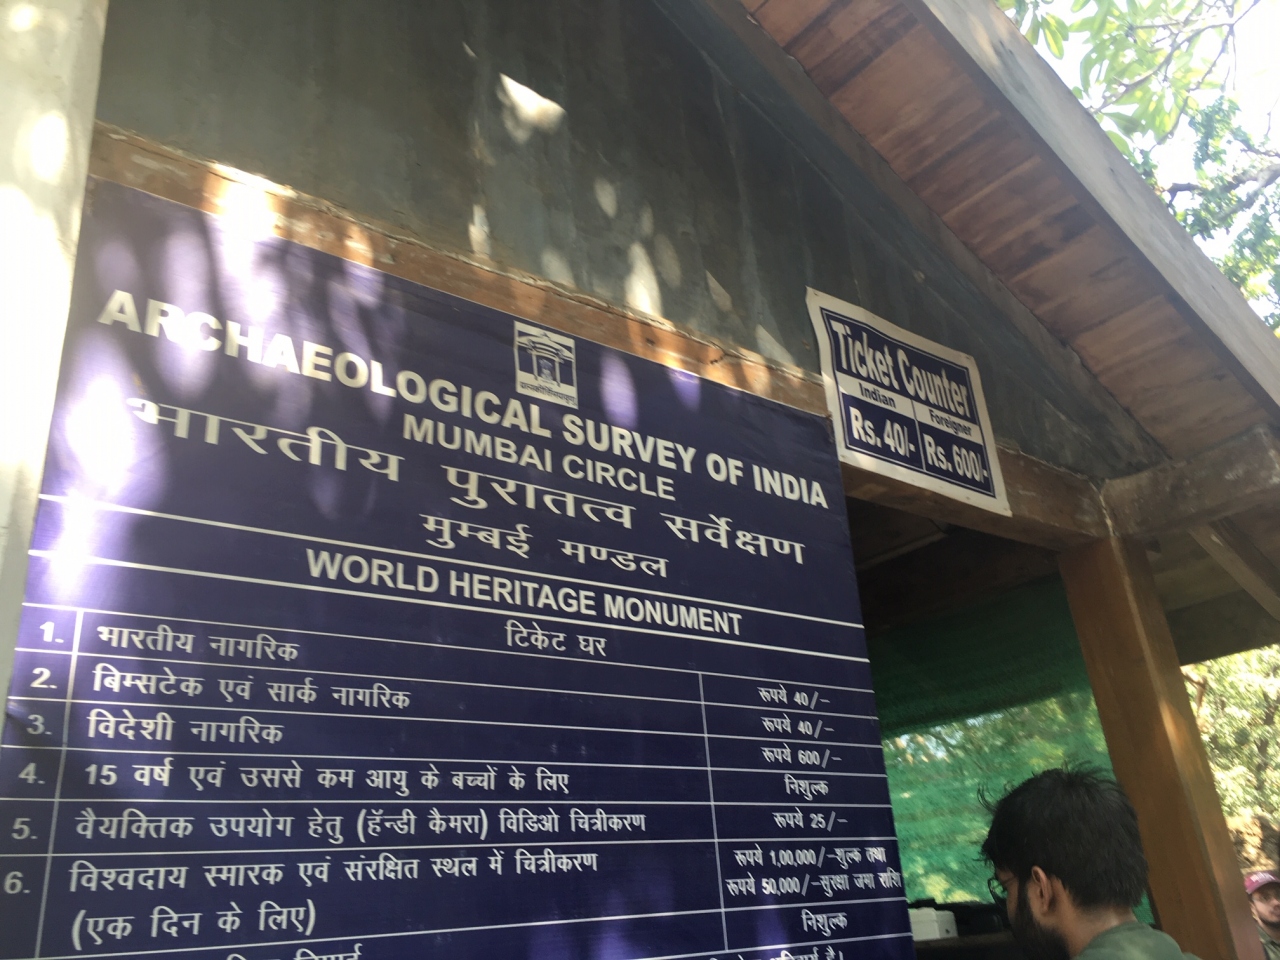 ARCHAEOLOGICAL SURVEY OF INDIA
MUMBAI CIRCLE
भारतीय पुरातत्व सर्वेक्षण
मुम्बई मण्डल
WORLD HERITAGE MONUMENT
टिकेट घर
1. भारतीय नागरिक रूपये 40/-
2. बिम्सटेक एवं सार्क नागरिक रूपये 40/-
3. विदेशी नागरिक रूपये 600/-
4. 15 वर्ष एवं उससे कम आयु के बच्चों के लिए निशुल्क
5. वैयक्तिक उपयोग हेतु (हॅन्डी कैमरा) विडिओ चित्रीकरण रूपये 25/-
6. विश्वदाय स्मारक एवं संरक्षित स्थल में चित्रीकरण रूपये 1,00,000/-शुल्क तथा
(एक दिन के लिए) रूपये 50,000/-सुरक्षा जमा राशि
निशुल्क
है।
Ticket Counter
Indian Foreigner
Rs. 40/- Rs. 600/-